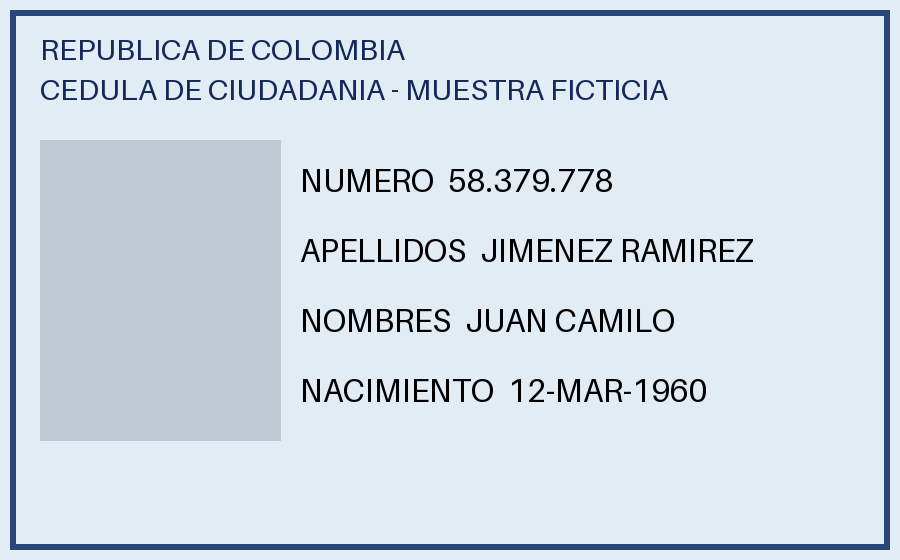 REPUBLICA DE COLOMBIA
CEDULA DE CIUDADANIA - MUESTRA FICTICIA
NUMERO 58.379.778
APELLIDOS JIMENEZ RAMIREZ
NOMBRES JUAN CAMILO
NACIMIENTO 12-MAR-1960